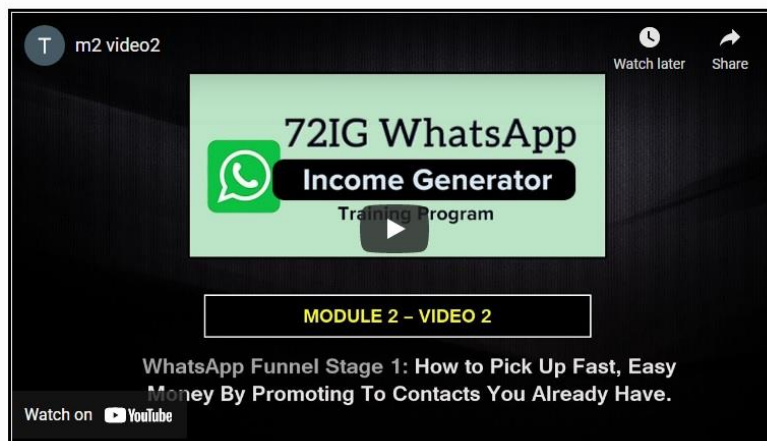 T
m2 video2
Watch later
Share
72IG WhatsApp
Income Generator
Training Program
MODULE 2 – VIDEO 2
WhatsApp Funnel Stage 1: How to Pick Up Fast, Easy
Money By Promoting To Contacts You Already Have.
Watch on YouTube